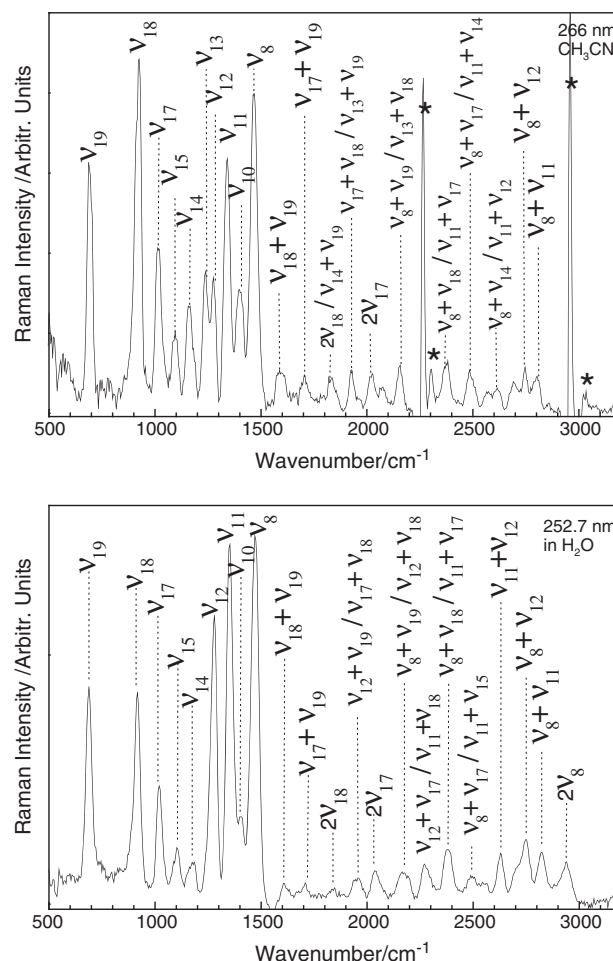 266 nm
CH₃CN
Raman Intensity /Arbitr. Units
ν₁₉
ν₁₈
ν₁₇
ν₁₅
ν₁₄
ν₁₃
ν₁₂
ν₁₁
ν₁₀
ν₈
ν₁₈+ν₁₉
ν₁₇+ν₁₉
2ν₁₈/ν₁₄+ν₁₉
ν₁₇+ν₁₈/ν₁₃+ν₁₉
2ν₁₇
ν₈+ν₁₉/ν₁₃+ν₁₈
*
*
ν₈+ν₁₈/ν₁₁+ν₁₇
ν₈+ν₁₇/ν₁₁+ν₁₄
ν₈+ν₁₄/ν₁₁+ν₁₂
ν₈+ν₁₂
ν₈+ν₁₁
*
*
500 1000 1500 2000 2500 3000
Wavenumber/cm⁻¹
252.7 nm
in H₂O
Raman Intensity /Arbitr. Units
ν₁₉
ν₁₈
ν₁₇
ν₁₅
ν₁₄
ν₁₂
ν₁₁
ν₁₀
ν₈
ν₁₈+ν₁₉
ν₁₇+ν₁₉
2ν₁₈
ν₁₂+ν₁₉/ν₁₇+ν₁₈
2ν₁₇
ν₈+ν₁₉/ν₁₂+ν₁₈
ν₁₂+ν₁₇/ν₁₁+ν₁₈
ν₈+ν₁₈/ν₁₁+ν₁₇
ν₈+ν₁₇/ν₁₁+ν₁₅
ν₁₁+ν₁₂
ν₈+ν₁₂
ν₈+ν₁₁
2ν₈
500 1000 1500 2000 2500 3000
Wavenumber/cm⁻¹